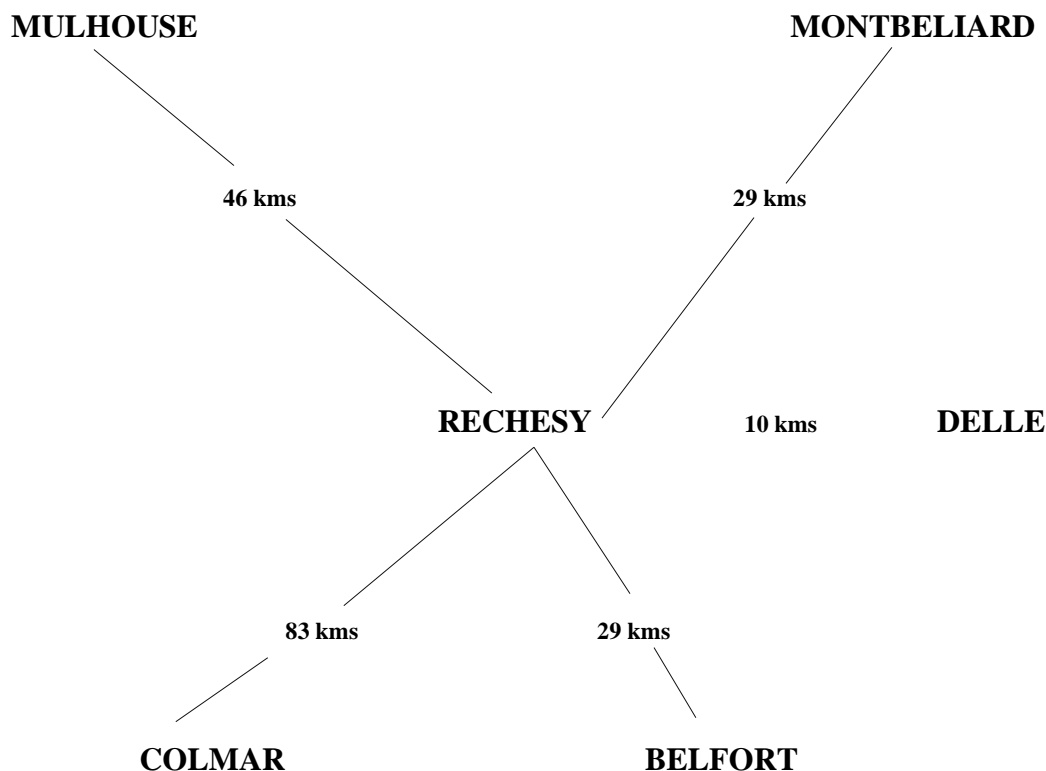 MULHOUSE MONTBELIARD
46 kms 29 kms
RECHESY 10 kms DELLE
83 kms 29 kms
COLMAR BELFORT